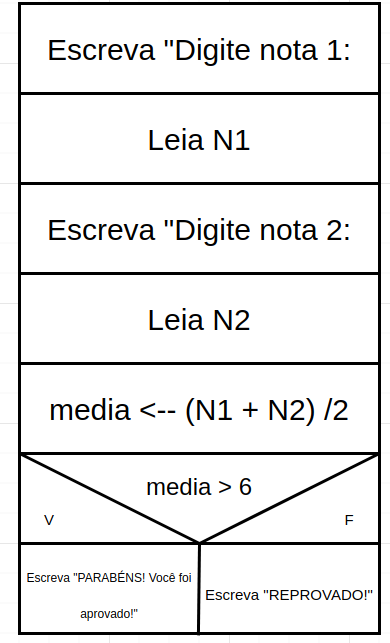 Escreva "Digite nota 1:
Leia N1
Escreva "Digite nota 2:
Leia N2
media <-- (N1 + N2) /2
media > 6
V
F
Escreva "PARABÉNS! Você foi
aprovado!"
Escreva "REPROVADO!"